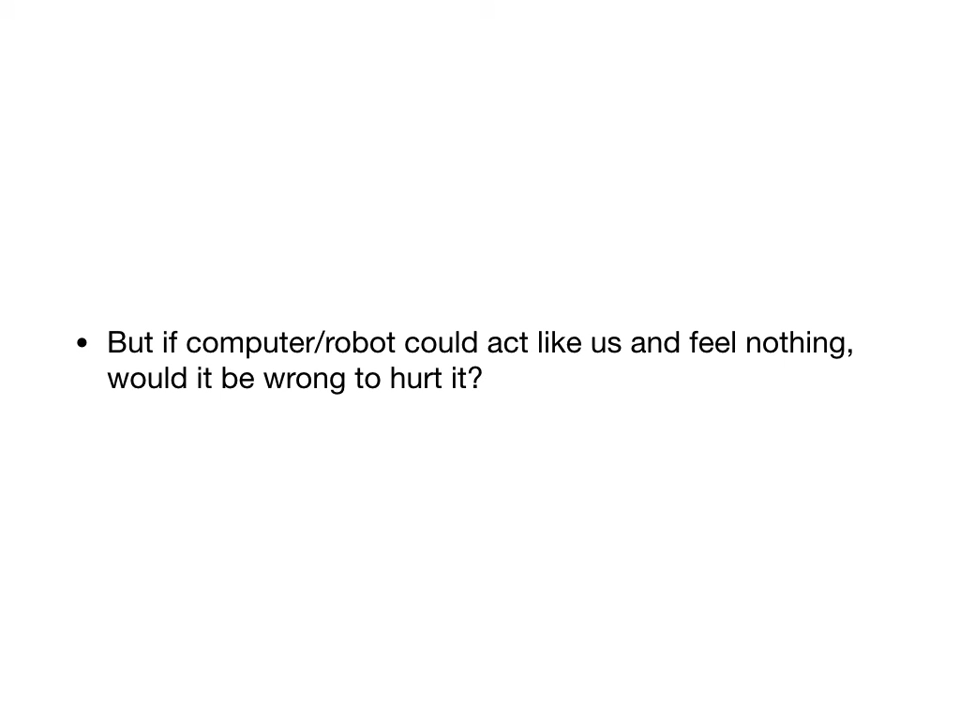 • But if computer/robot could act like us and feel nothing,
would it be wrong to hurt it?